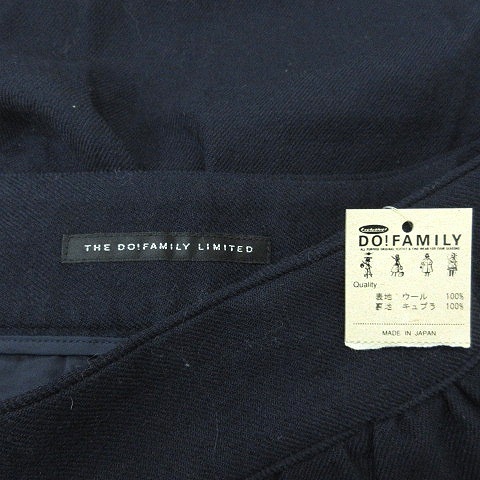 THE DO!FAMILY LIMITED
DO!FAMILY
Quality
表地 ウール 100%
裏地 キュプラ 100%
MADE IN JAPAN